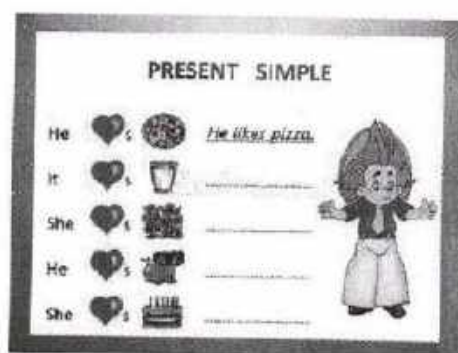 PRESENT SIMPLE
He s He likes pizza.
It s
She s
He s
She s